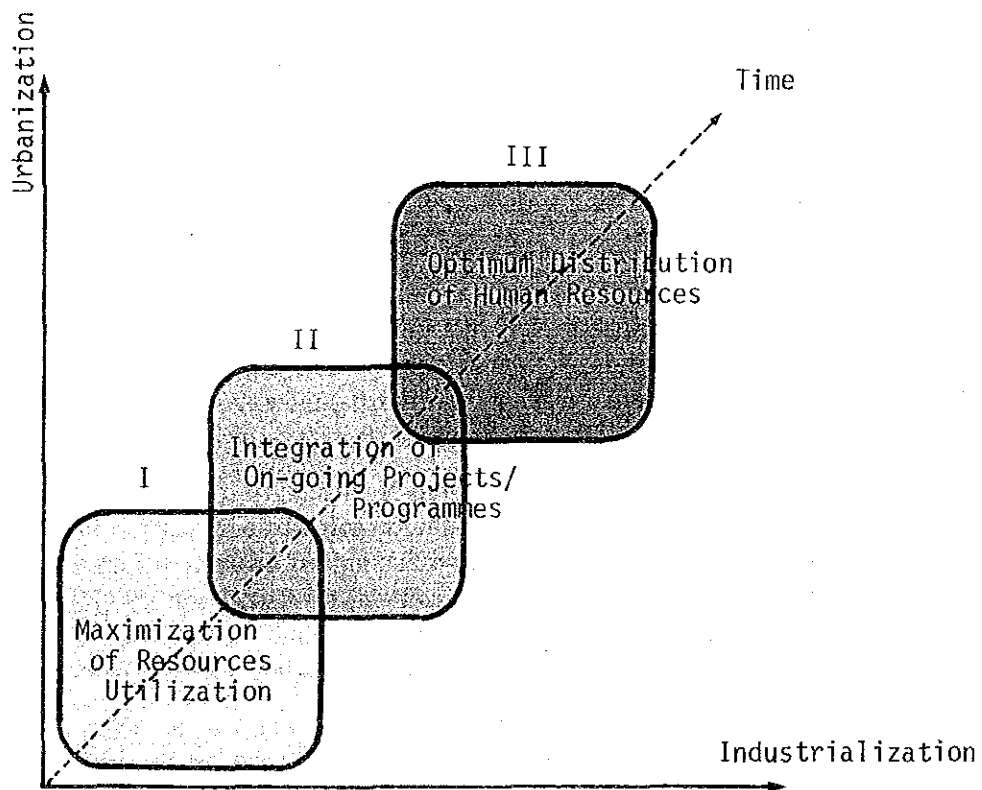 Urbanization
Time
III
Optimum Distribution
of Human Resources
II
Integration of
On-going Projects/
Programmes
I
Maximization
of Resources
Utilization
Industrialization